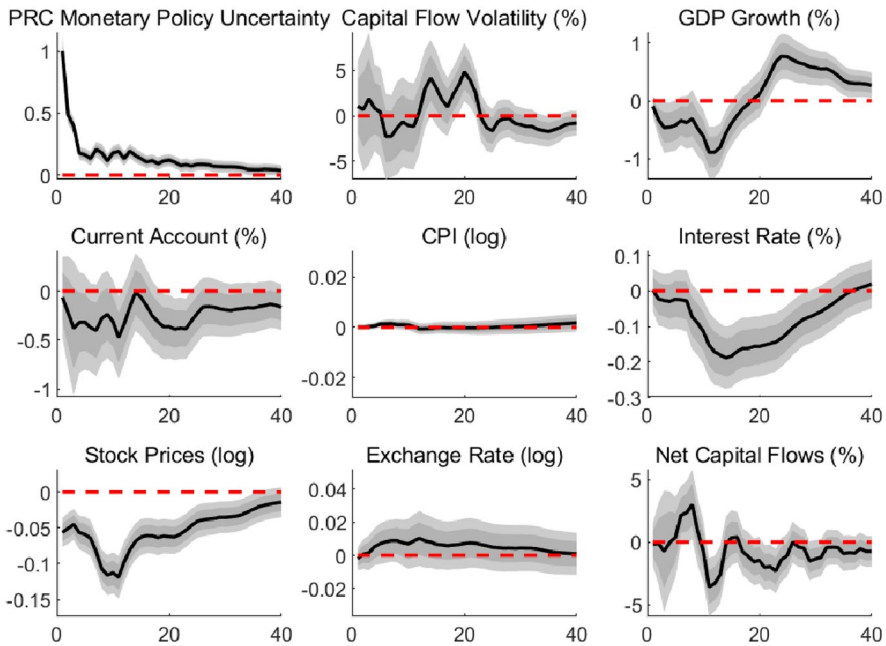 PRC Monetary Policy Uncertainty
1
0.5
0
0 20 40
Capital Flow Volatility (%)
5
0
-5
0 20 40
GDP Growth (%)
1
0
-1
0 20 40
Current Account (%)
0
-0.5
-1
0 20 40
CPI (log)
0.02
0
-0.02
0 20 40
Interest Rate (%)
0.1
0
-0.1
-0.2
-0.3
0 20 40
Stock Prices (log)
0
-0.05
-0.1
-0.15
0 20 40
Exchange Rate (log)
0.04
0.02
0
-0.02
0 20 40
Net Capital Flows (%)
5
0
-5
0 20 40